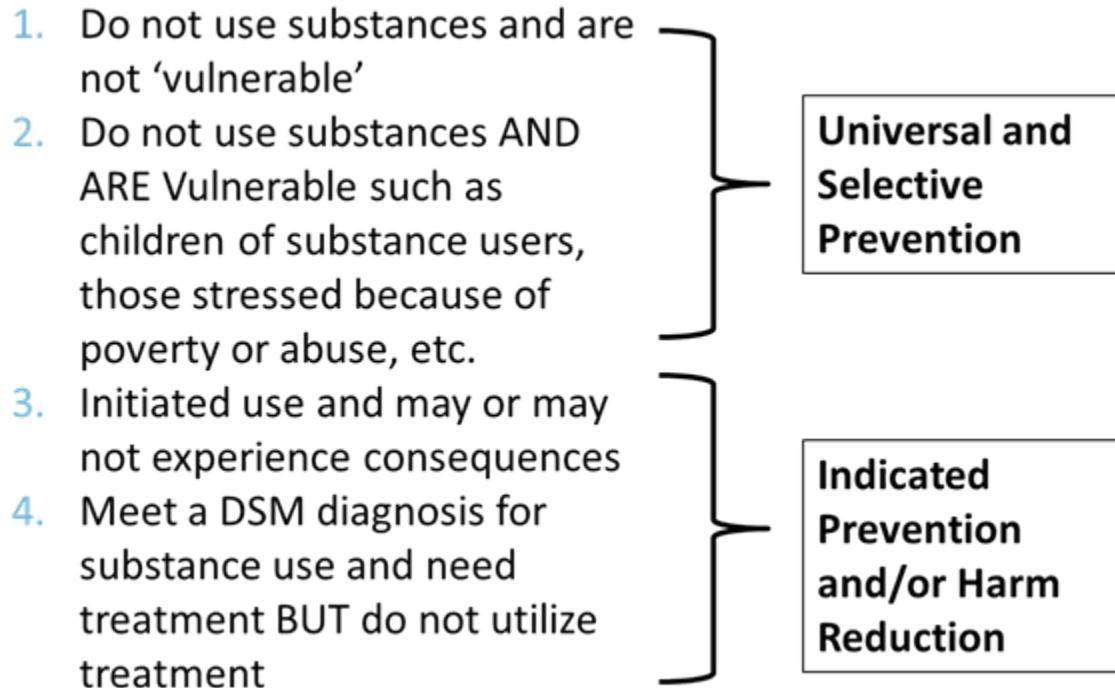 1. Do not use substances and are
not ‘vulnerable’
2. Do not use substances AND
ARE Vulnerable such as
children of substance users,
those stressed because of
poverty or abuse, etc.
3. Initiated use and may or may
not experience consequences
4. Meet a DSM diagnosis for
substance use and need
treatment BUT do not utilize
treatment
Universal and
Selective
Prevention
Indicated
Prevention
and/or Harm
Reduction